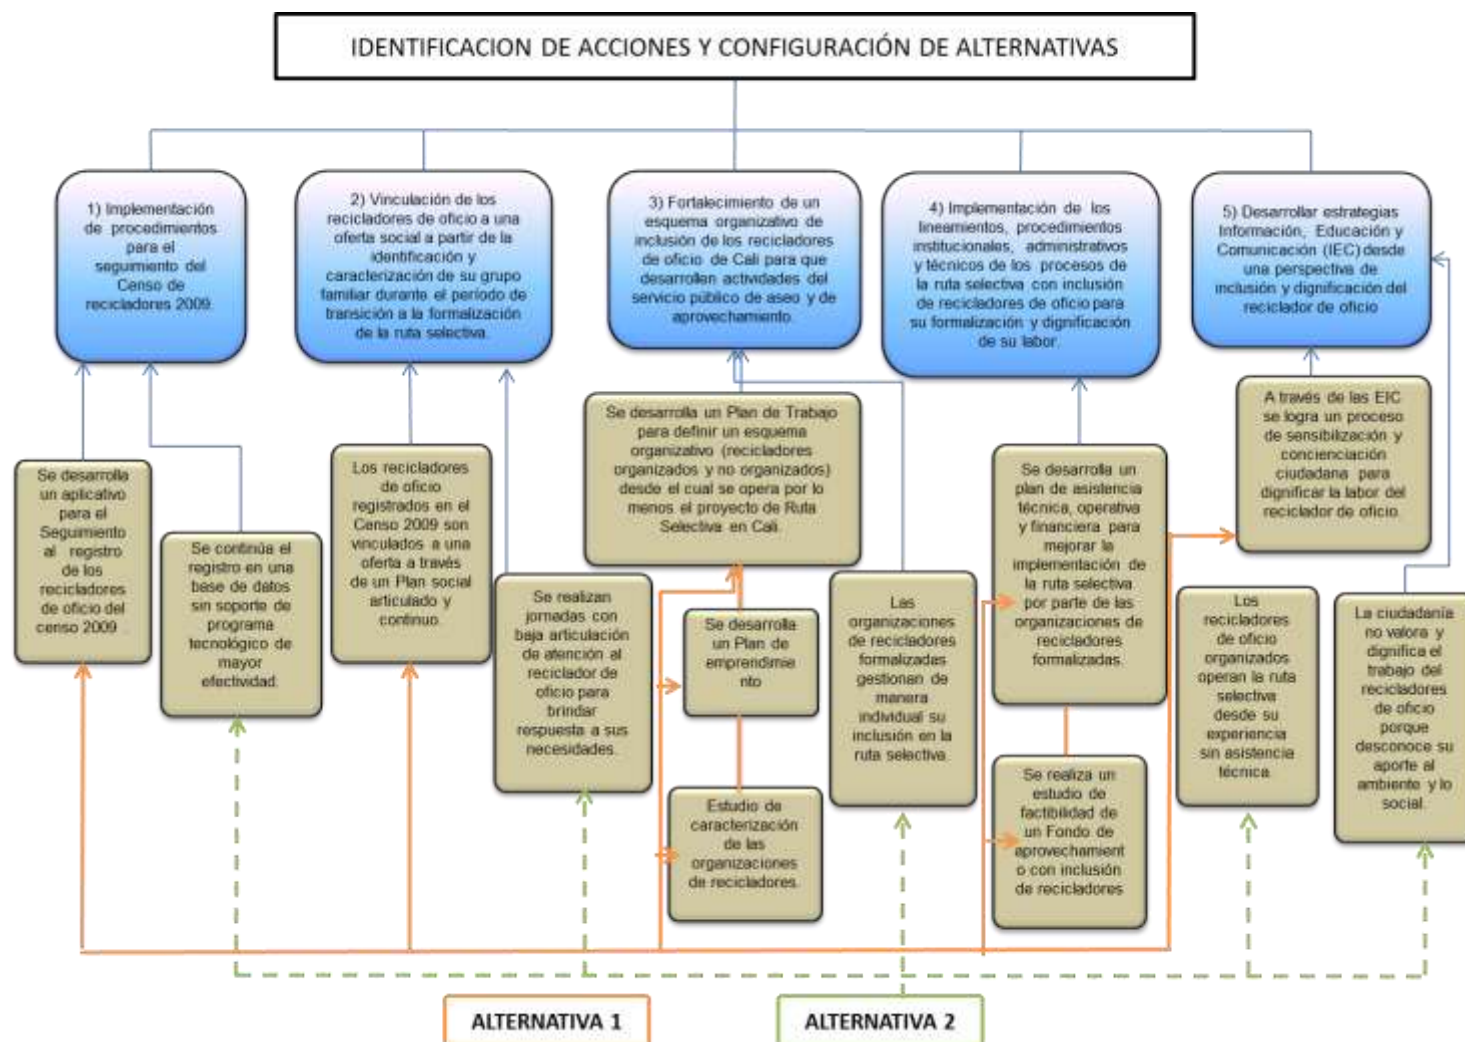 IDENTIFICACION DE ACCIONES Y CONFIGURACIÓN DE ALTERNATIVAS
1) Implementación
de procedimientos
para el
seguimiento del
Censo de
recicladores 2009.
2) Vinculación de los
recicladores de oficio a una
oferta social a partir de la
identificación y
caracterización de su grupo
familiar durante el período de
transición a la formalización
de la ruta selectiva.
3) Fortalecimiento de un
esquema organizativo de
inclusión de los recicladores
de oficio de Cali para que
desarrollen actividades del
servicio público de aseo y de
aprovechamiento.
4) Implementación de los
lineamientos, procedimientos
institucionales, administrativos
y técnicos de los procesos de
la ruta selectiva con inclusión
de recicladores de oficio para
su formalización y dignificación
de su labor.
5) Desarrollar estrategias
Información, Educación y
Comunicación (IEC) desde
una perspectiva de
inclusión y dignificación del
reciclador de oficio
Se desarrolla
un aplicativo
para el
Seguimiento
al registro
de los
recicladores
de oficio del
censo 2009 .
Se continúa el
registro en una
base de datos
sin soporte de
programa
tecnológico de
mayor
efectividad.
Los recicladores
de oficio
registrados en el
Censo 2009 son
vinculados a una
oferta a través
de un Plan social
articulado y
continuo.
Se realizan
jornadas con
baja articulación
de atención al
reciclador de
oficio para
brindar
respuesta a sus
necesidades.
Se desarrolla un Plan de Trabajo
para definir un esquema
organizativo (recicladores
organizados y no organizados)
desde el cual se opera por lo
menos el proyecto de Ruta
Selectiva en Cali.
Se desarrolla
un Plan de
emprendimie
nto
Estudio de
caracterización
de las
organizaciones
de recicladores.
Las
organizaciones
de recicladores
formalizadas
gestionan de
manera
individual su
inclusión en la
ruta selectiva.
Se desarrolla un
plan de asistencia
técnica, operativa
y financiera para
mejorar la
implementación de
la ruta selectiva
por parte de las
organizaciones de
recicladores
formalizadas.
Se realiza un
estudio de
factibilidad de
un Fondo de
aprovechamient
o con inclusión
de recicladores
A través de las EIC
se logra un proceso
de sensibilización y
concienciación
ciudadana para
dignificar la labor del
reciclador de oficio.
Los
recicladores
de oficio
organizados
operan la ruta
selectiva
desde su
experiencia
sin asistencia
técnica.
La ciudadanía
no valora y
dignifica el
trabajo del
recicladores
de oficio
porque
desconoce su
aporte al
ambiente y lo
social.
ALTERNATIVA 1
ALTERNATIVA 2